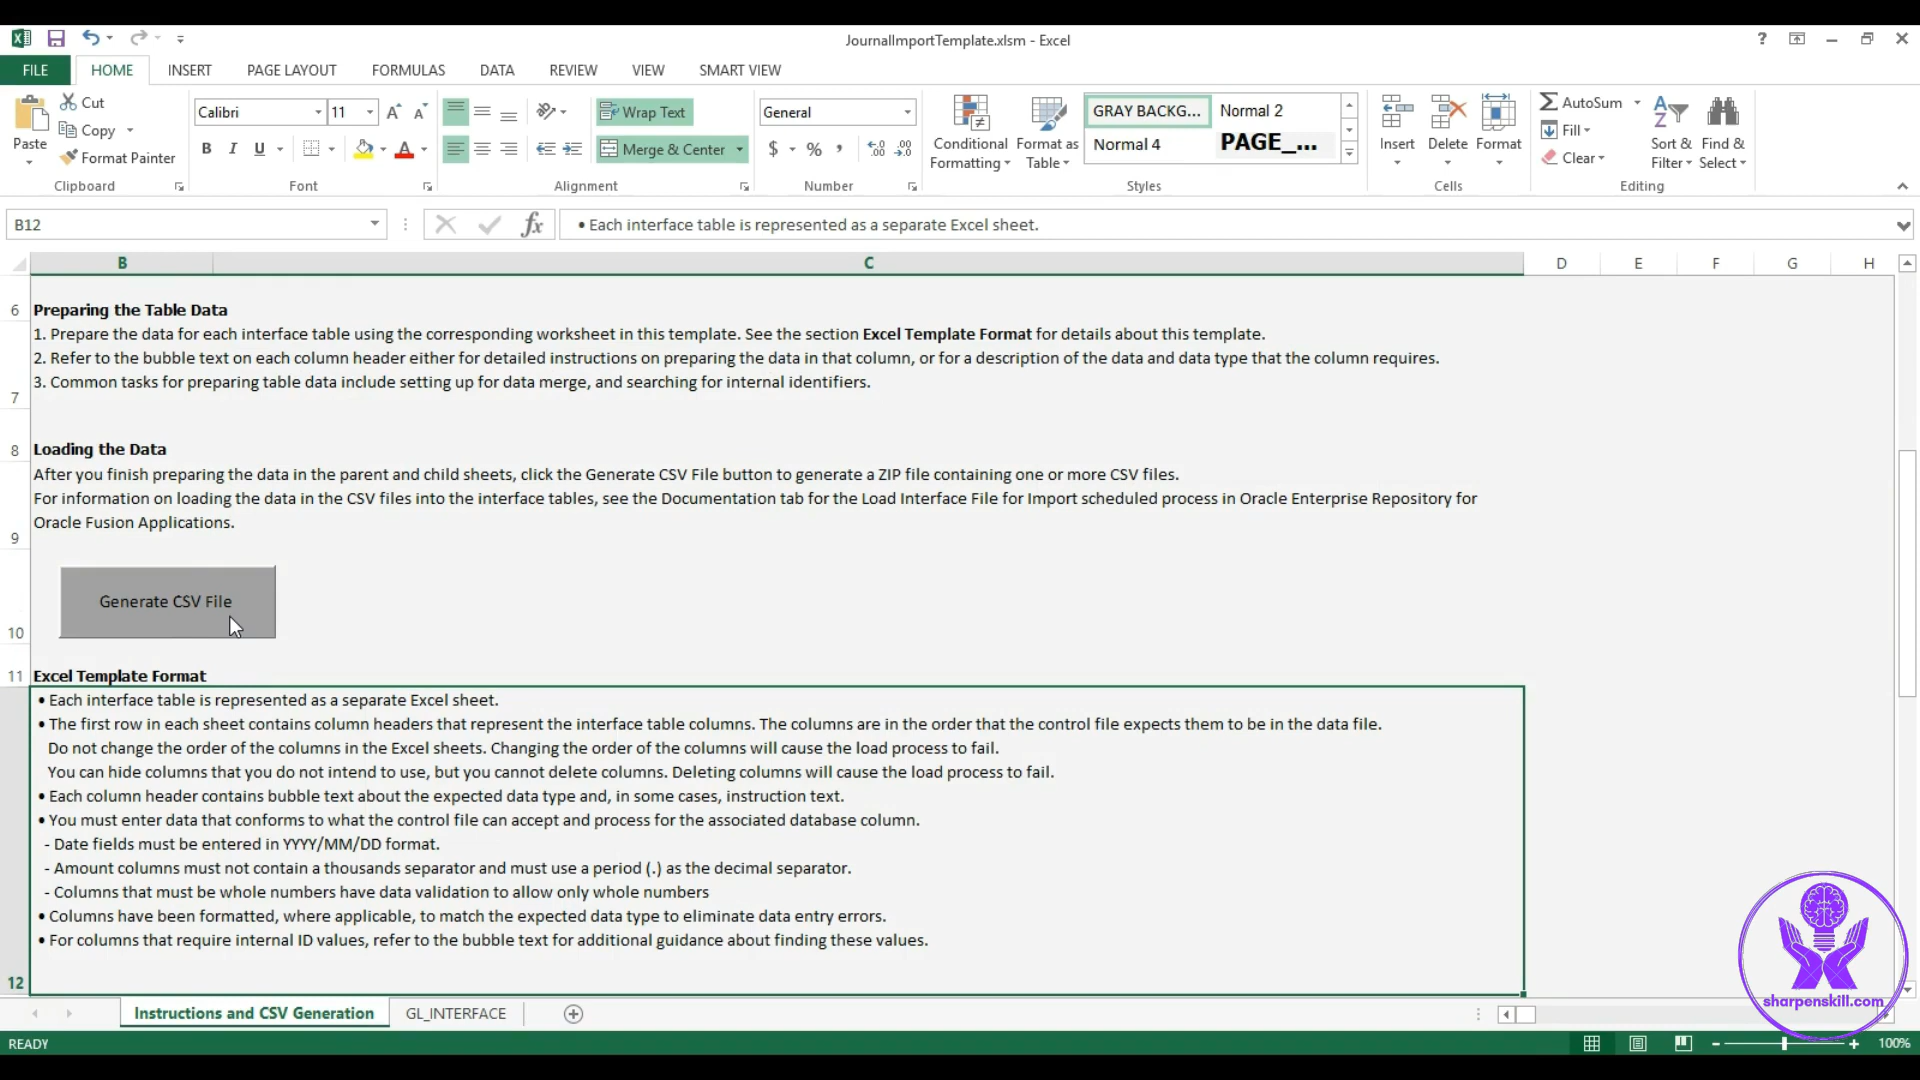 JournalImportTemplate.xlsm - Excel
?
FILE HOME INSERT PAGE LAYOUT FORMULAS DATA REVIEW VIEW SMART VIEW
Paste
Cut
Copy
Format Painter
Clipboard
Calibri 11
B I U
Font
Wrap Text
Merge & Center
Alignment
General
$ % ,
Number
Conditional Formatting
Format as Table
GRAY BACKG... Normal 2
Normal 4 PAGE_...
Styles
Insert Delete Format
Cells
AutoSum
Fill
Clear
Sort & Filter
Find & Select
Editing
B12
fx
• Each interface table is represented as a separate Excel sheet.
B C D E F G H
6 Preparing the Table Data
1. Prepare the data for each interface table using the corresponding worksheet in this template. See the section Excel Template Format for details about this template.
2. Refer to the bubble text on each column header either for detailed instructions on preparing the data in that column, or for a description of the data and data type that the column requires.
3. Common tasks for preparing table data include setting up for data merge, and searching for internal identifiers.
7
8 Loading the Data
After you finish preparing the data in the parent and child sheets, click the Generate CSV File button to generate a ZIP file containing one or more CSV files.
For information on loading the data in the CSV files into the interface tables, see the Documentation tab for the Load Interface File for Import scheduled process in Oracle Enterprise Repository for
Oracle Fusion Applications.
9
Generate CSV File
10
11 Excel Template Format
• Each interface table is represented as a separate Excel sheet.
• The first row in each sheet contains column headers that represent the interface table columns. The columns are in the order that the control file expects them to be in the data file.
Do not change the order of the columns in the Excel sheets. Changing the order of the columns will cause the load process to fail.
You can hide columns that you do not intend to use, but you cannot delete columns. Deleting columns will cause the load process to fail.
• Each column header contains bubble text about the expected data type and, in some cases, instruction text.
• You must enter data that conforms to what the control file can accept and process for the associated database column.
- Date fields must be entered in YYYY/MM/DD format.
- Amount columns must not contain a thousands separator and must use a period (.) as the decimal separator.
- Columns that must be whole numbers have data validation to allow only whole numbers
• Columns have been formatted, where applicable, to match the expected data type to eliminate data entry errors.
• For columns that require internal ID values, refer to the bubble text for additional guidance about finding these values.
12
sharpenskill.com
Instructions and CSV Generation GL_INTERFACE
READY
100%